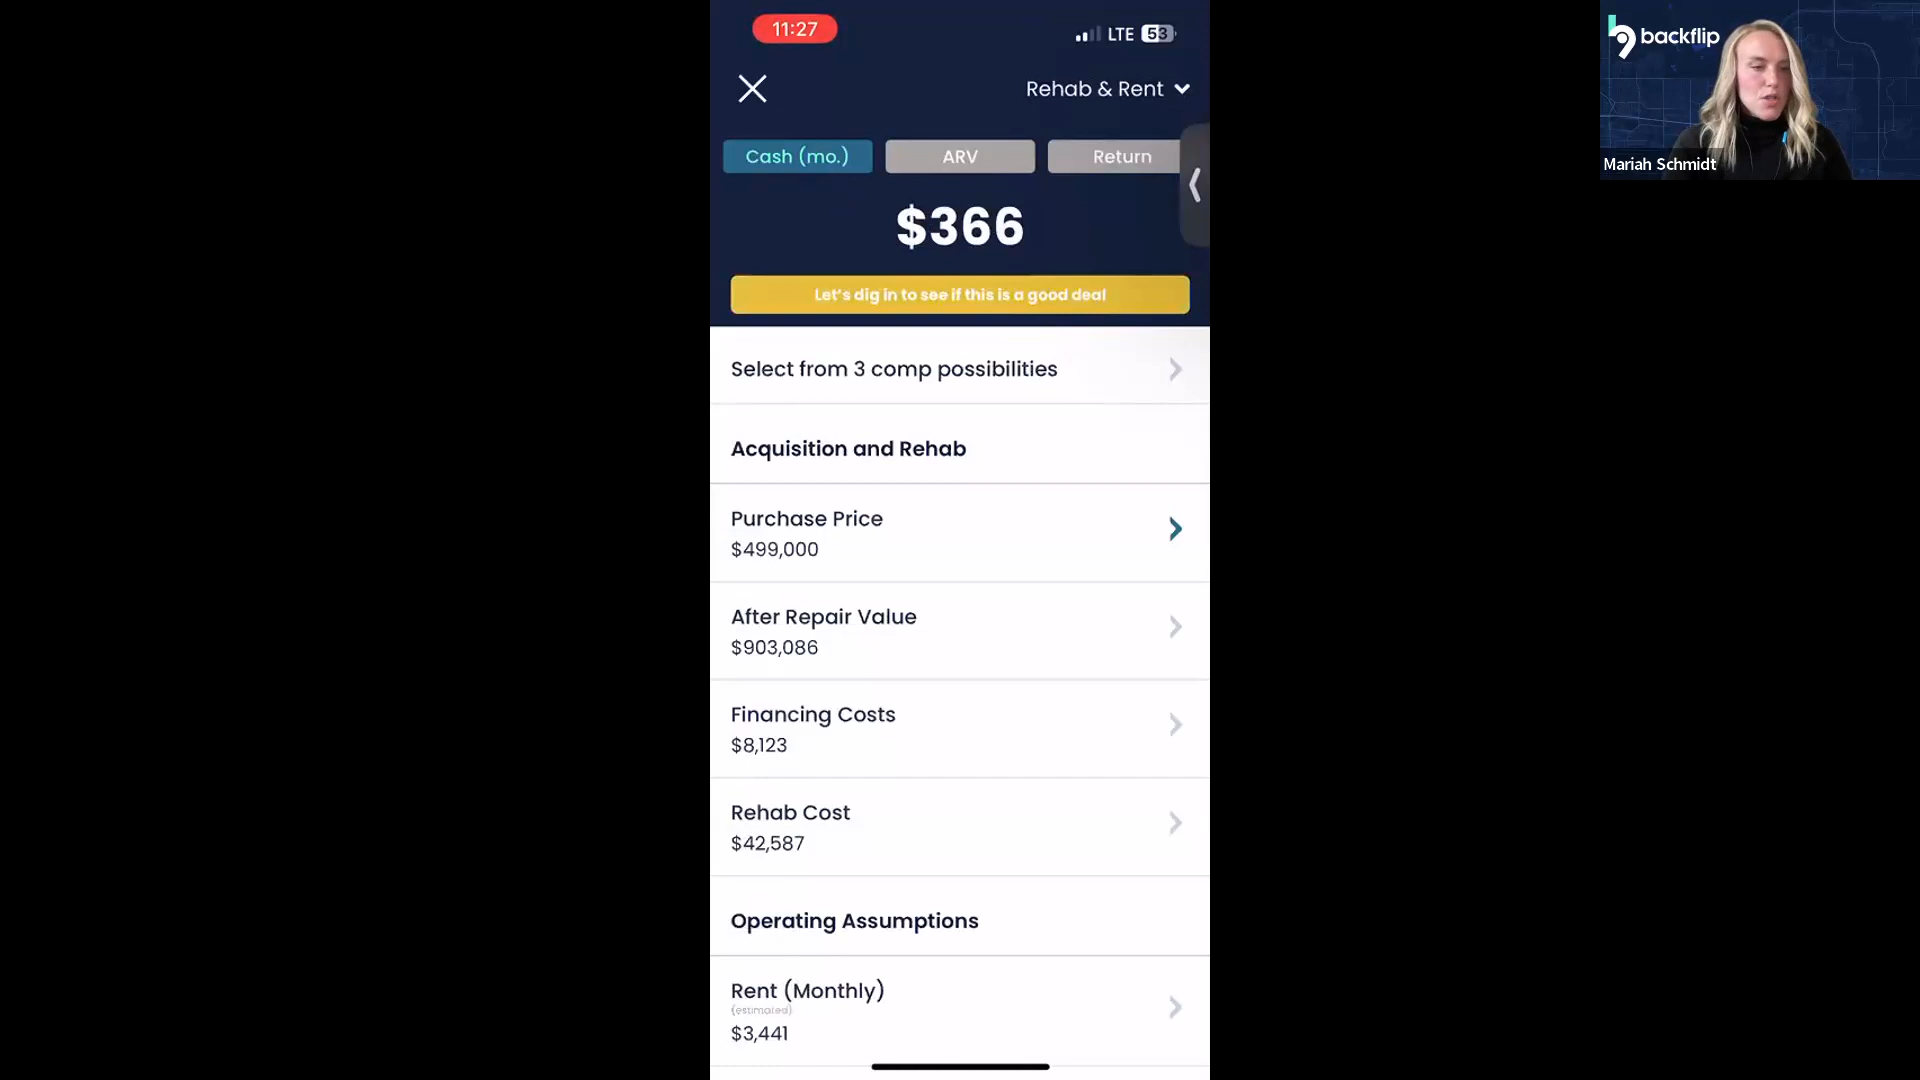 11:27
LTE 53
Rehab & Rent
Cash (mo.)
ARV
Return
$366
Let's dig in to see if this is a good deal
Select from 3 comp possibilities
Acquisition and Rehab
Purchase Price
$499,000
After Repair Value
$903,086
Financing Costs
$8,123
Rehab Cost
$42,587
Operating Assumptions
Rent (Monthly)
(estimated)
$3,441
backflip
Mariah Schmidt